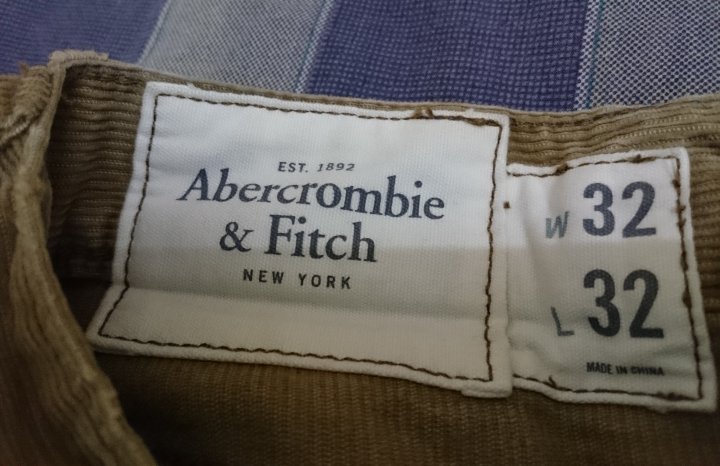 EST. 1892
Abercrombie
& Fitch
NEW YORK
W 32
L 32
MADE IN CHINA